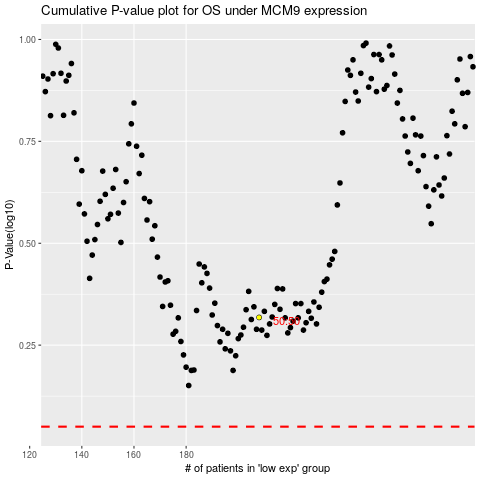 Cumulative P-value plot for OS under MCM9 expression
P-Value(log10)
1.00
0.75
0.50
0.25
120
140
160
180
# of patients in 'low exp' group